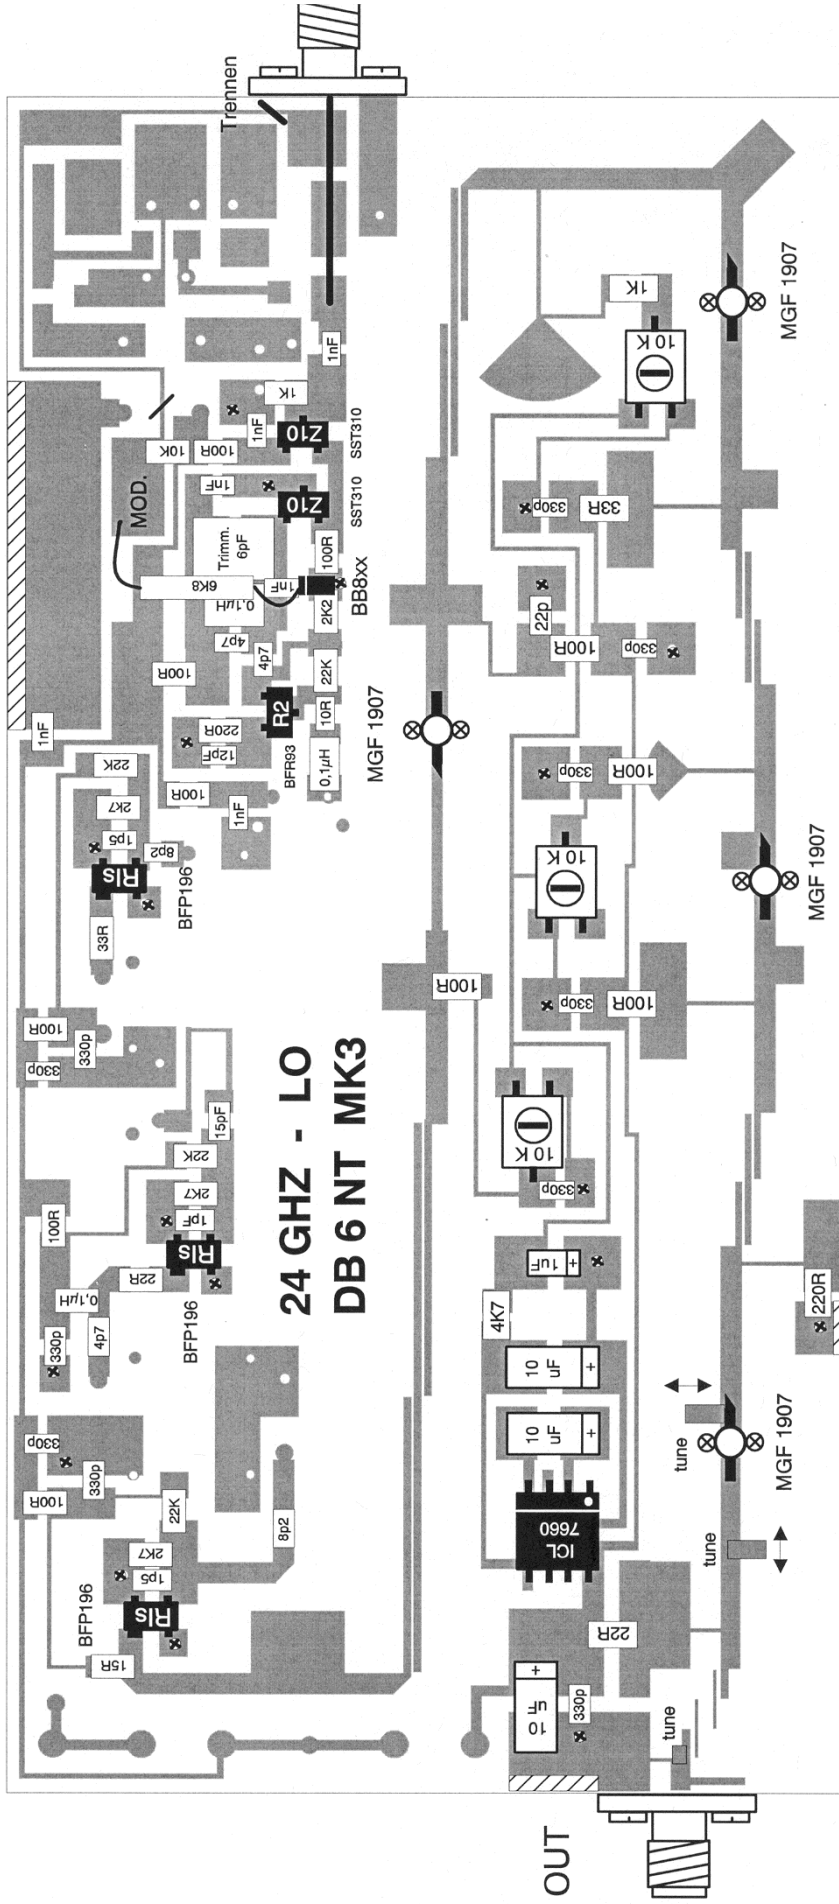 Trennen
1K
1nF
MGF 1907
10 K
1K
1nF
Z10
SST310
10K
100R
1nF
Z10
SST310
MOD.
330p
33R
Trimm.
6pF
100R
6K8
1nF
BB8xx
0,1µH
2K2
22p
4p7
4p7
100R
330p
100R
22K
R2
10R
MGF 1907
1nF
220R
12pF
BFR93
0,1µH
22K
330p
100R
100R
2K7
1nF
1p5
8p2
RIs
BFP196
10 K
MGF 1907
33R
100R
330p
100R
100R
330p
330p
24 GHZ - LO
DB 6 NT MK3
15pF
10 K
22K
2K7
330p
1pF
100R
RIs
22R
BFP196
1uF
+
0,1µH
4K7
220R
330p
4p7
10
uF
+
10
uF
+
tune
MGF 1907
330p
330p
100R
22K
8p2
ICL
7660
tune
2K7
1p5
RIs
BFP196
22R
15R
10
uF
+
330p
tune
OUT